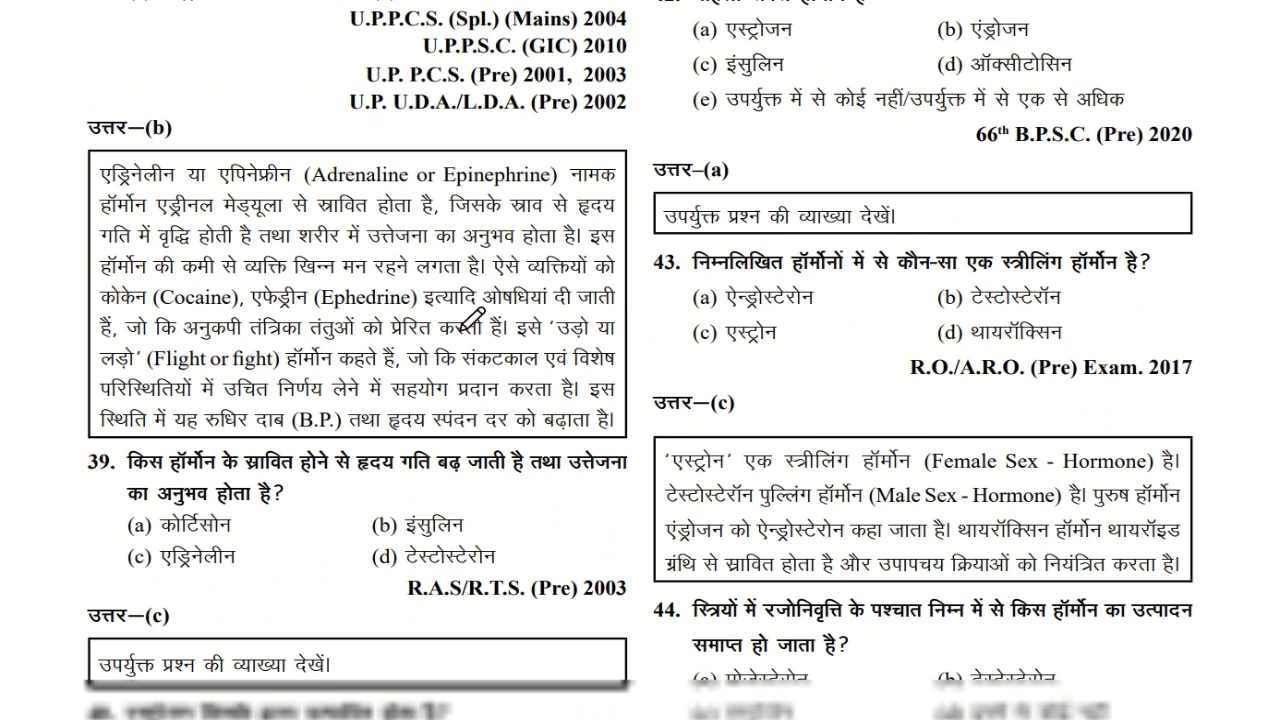 U.P.P.C.S. (Spl.) (Mains) 2004
U.P.P.S.C. (GIC) 2010
U.P. P.C.S. (Pre) 2001, 2003
U.P. U.D.A./L.D.A. (Pre) 2002
उत्तर–(b)
एड्रिनेलीन या एपिनेफ्रीन (Adrenaline or Epinephrine) नामक
हॉर्मोन एड्रीनल मेड्यूला से स्रावित होता है, जिसके स्राव से हृदय
गति में वृद्धि होती है तथा शरीर में उत्तेजना का अनुभव होता है। इस
हॉर्मोन की कमी से व्यक्ति खिन्न मन रहने लगता है। ऐसे व्यक्तियों को
कोकेन (Cocaine), एफेड्रीन (Ephedrine) इत्यादि ओषधियां दी जाती
हैं, जो कि अनुकपी तंत्रिका तंतुओं को प्रेरित करती हैं। इसे ‘उड़ो या
लड़ो’ (Flight or fight) हॉर्मोन कहते हैं, जो कि संकटकाल एवं विशेष
परिस्थितियों में उचित निर्णय लेने में सहयोग प्रदान करता है। इस
स्थिति में यह रुधिर दाब (B.P.) तथा हृदय स्पंदन दर को बढ़ाता है।
39. किस हॉर्मोन के स्रावित होने से हृदय गति बढ़ जाती है तथा उत्तेजना
का अनुभव होता है?
(a) कोर्टिसोन (b) इंसुलिन
(c) एड्रिनेलीन (d) टेस्टोस्टेरोन
R.A.S/R.T.S. (Pre) 2003
उत्तर–(c)
उपर्युक्त प्रश्न की व्याख्या देखें।
(a) एस्ट्रोजन (b) एंड्रोजन
(c) इंसुलिन (d) ऑक्सीटोसिन
(e) उपर्युक्त में से कोई नहीं/उपर्युक्त में से एक से अधिक
66th B.P.S.C. (Pre) 2020
उत्तर–(a)
उपर्युक्त प्रश्न की व्याख्या देखें।
43. निम्नलिखित हॉर्मोनों में से कौन-सा एक स्त्रीलिंग हॉर्मोन है?
(a) ऐन्ड्रोस्टेरोन (b) टेस्टोस्टेरॉन
(c) एस्ट्रोन (d) थायरॉक्सिन
R.O./A.R.O. (Pre) Exam. 2017
उत्तर–(c)
‘एस्ट्रोन’ एक स्त्रीलिंग हॉर्मोन (Female Sex - Hormone) है।
टेस्टोस्टेरॉन पुल्लिंग हॉर्मोन (Male Sex - Hormone) है। पुरुष हॉर्मोन
एंड्रोजन को ऐन्ड्रोस्टेरोन कहा जाता है। थायरॉक्सिन हॉर्मोन थायरॉइड
ग्रंथि से स्रावित होता है और उपापचय क्रियाओं को नियंत्रित करता है।
44. स्त्रियों में रजोनिवृत्ति के पश्चात निम्न में से किस हॉर्मोन का उत्पादन
समाप्त हो जाता है?